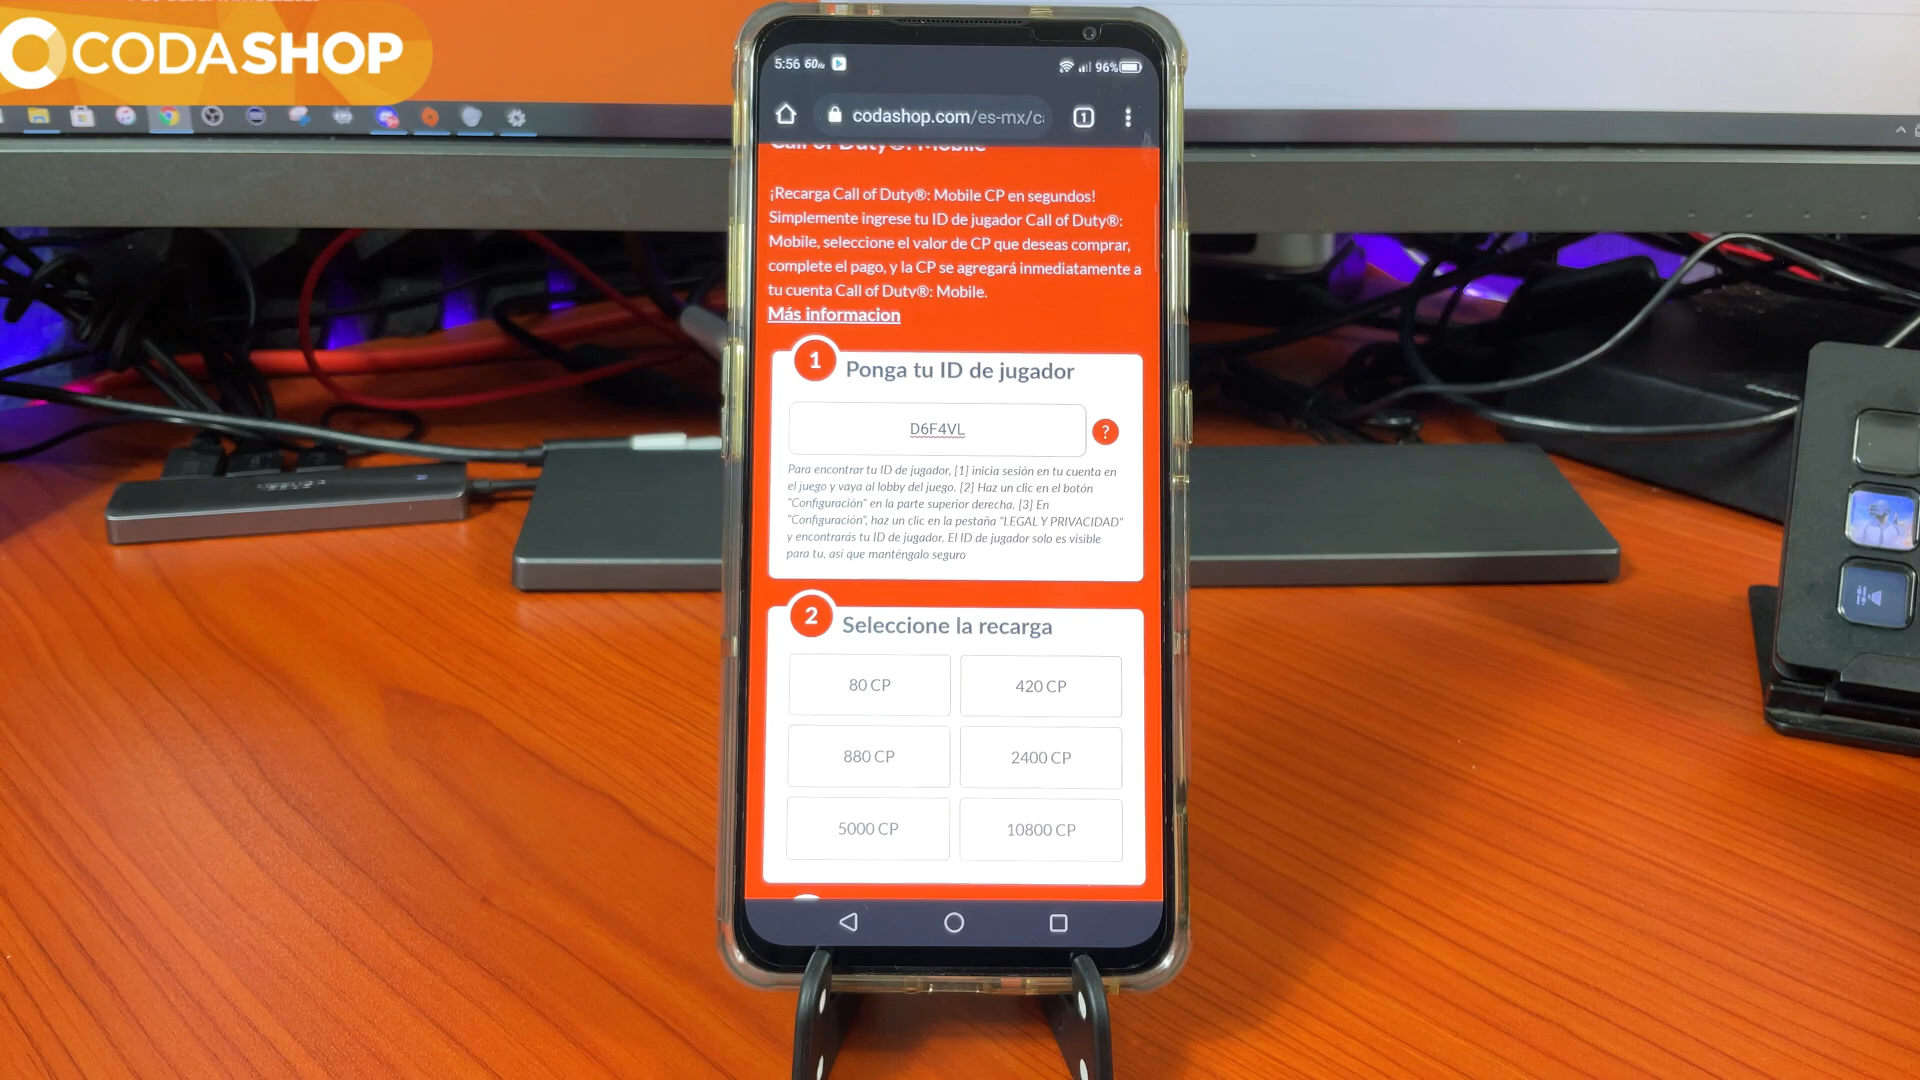 CODASHOP
5:56 60Hz
96%
codashop.com/es-mx/c
1
Call of Duty®: Mobile
¡Recarga Call of Duty®: Mobile CP en segundos!
Simplemente ingrese tu ID de jugador Call of Duty®:
Mobile, seleccione el valor de CP que deseas comprar,
complete el pago, y la CP se agregará inmediatamente a
tu cuenta Call of Duty®: Mobile.
Más informacion
1 Ponga tu ID de jugador
D6F4VL
?
Para encontrar tu ID de jugador, [1] inicia sesión en tu cuenta en
el juego y vaya al lobby del juego. [2] Haz un clic en el botón
"Configuración" en la parte superior derecha. [3] En
"Configuración", haz un clic en la pestaña "LEGAL Y PRIVACIDAD"
y encontrarás tu ID de jugador. El ID de jugador solo es visible
para tu, asi que manténgalo seguro
2 Seleccione la recarga
80 CP
420 CP
880 CP
2400 CP
5000 CP
10800 CP